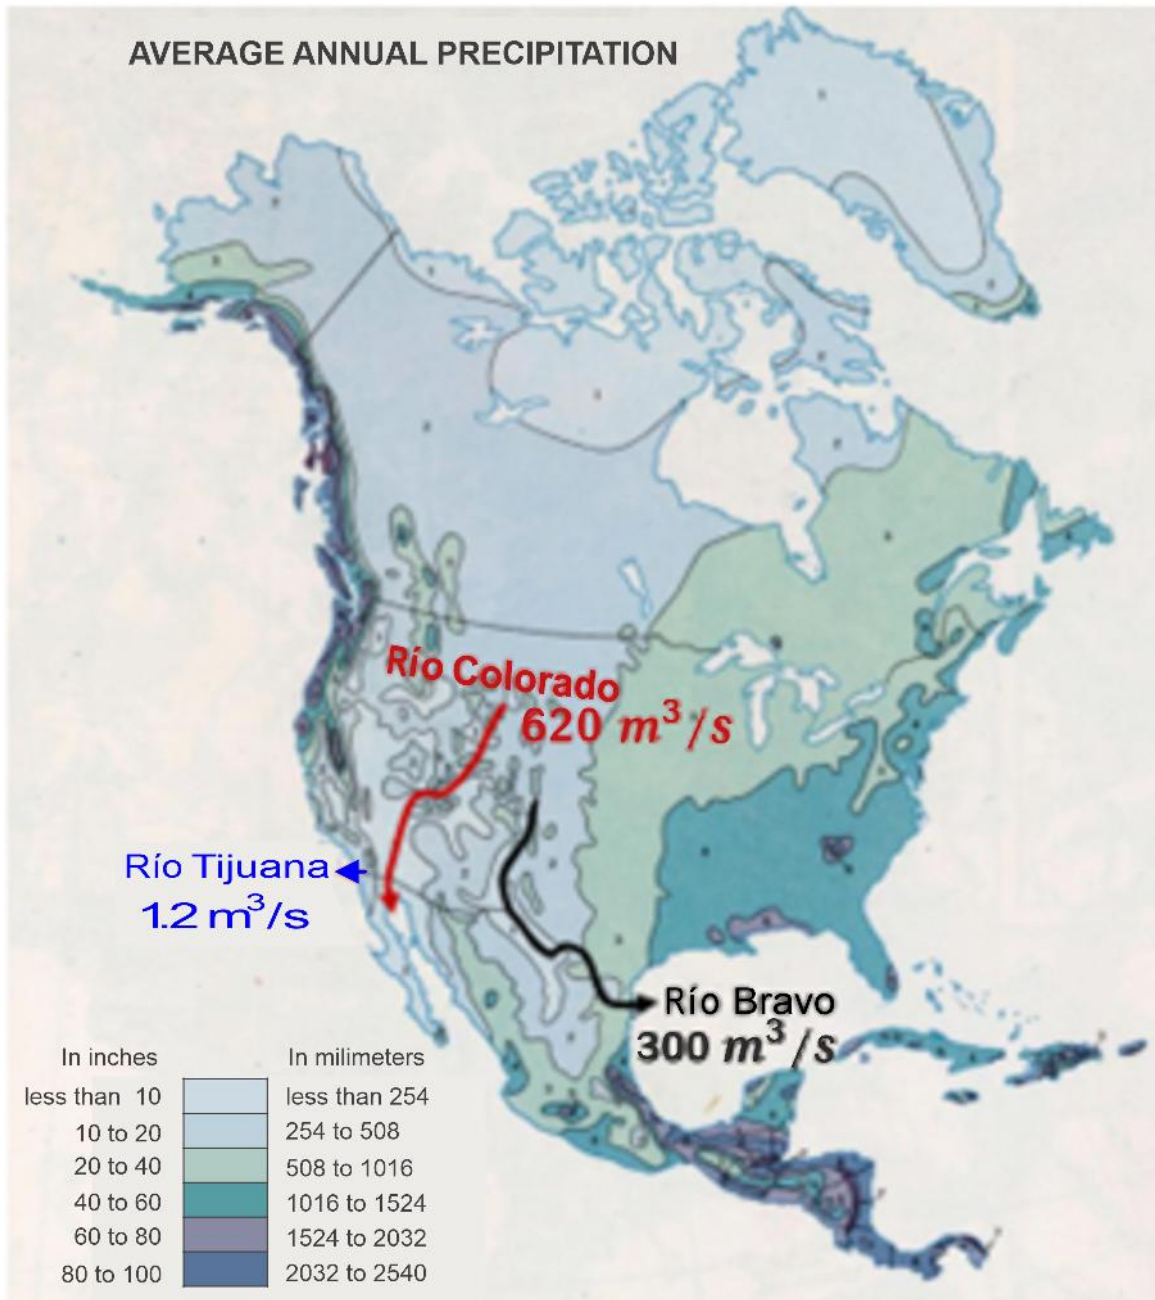 AVERAGE ANNUAL PRECIPITATION
Río Colorado
620 m³/s
Río Tijuana
1.2 m³/s
Río Bravo
300 m³/s
In inches In milimeters
less than 10 less than 254
10 to 20 254 to 508
20 to 40 508 to 1016
40 to 60 1016 to 1524
60 to 80 1524 to 2032
80 to 100 2032 to 2540